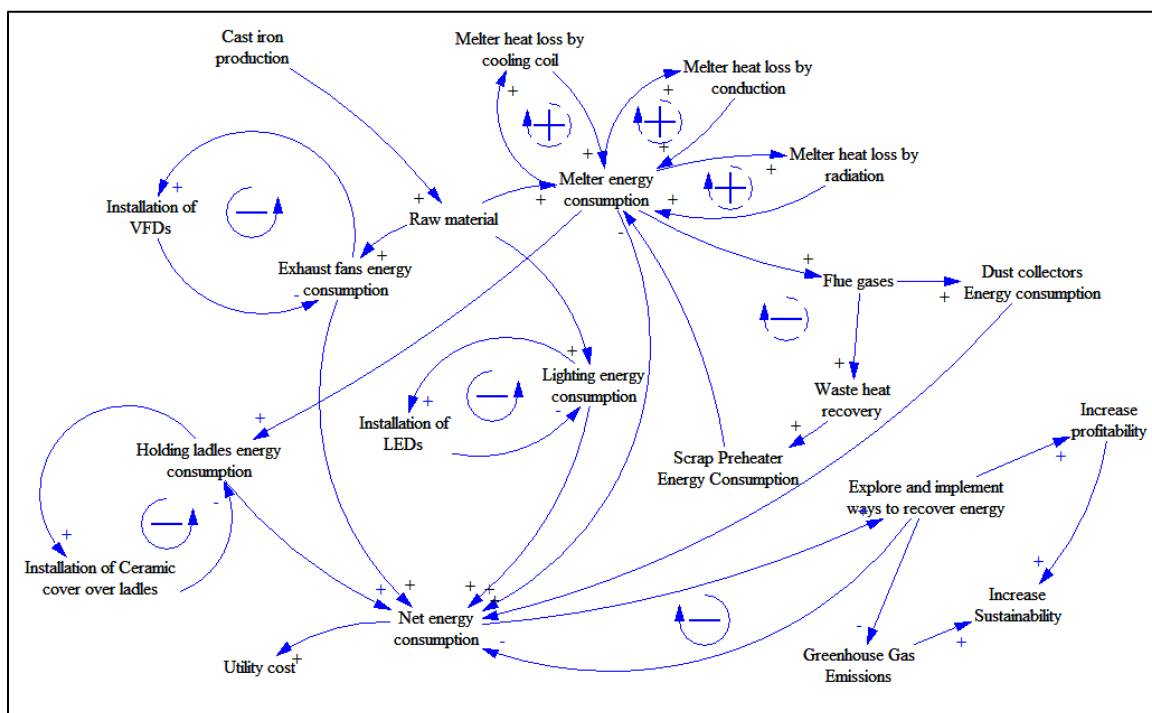 Cast iron
production
Melter heat loss by
cooling coil
Melter heat loss by
conduction
Melter heat loss by
radiation
Melter energy
consumption
Installation of
VFDs
Raw material
Exhaust fans energy
consumption
Flue gases
Dust collectors
Energy consumption
Lighting energy
consumption
Installation of
LEDs
Waste heat
recovery
Increase
profitability
Holding ladles energy
consumption
Scrap Preheater
Energy Consumption
Explore and implement
ways to recover energy
Installation of Ceramic
cover over ladles
Increase
Sustainability
Net energy
consumption
Utility cost
Greenhouse Gas
Emissions